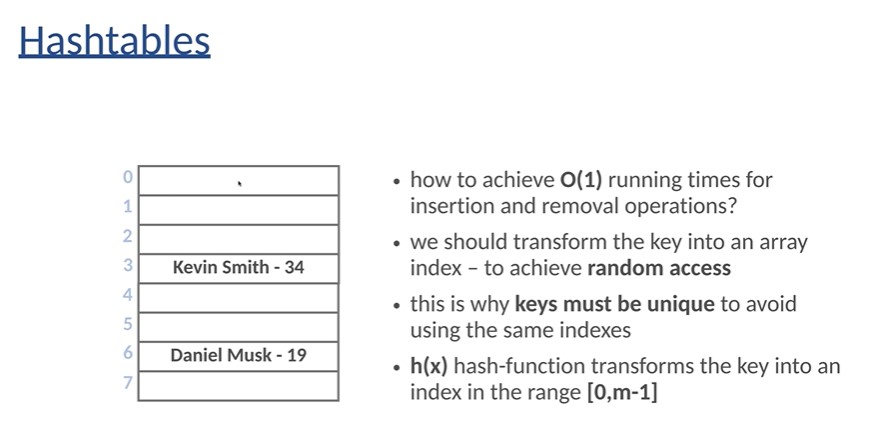 Hashtables
0
1
2
3 Kevin Smith - 34
4
5
6 Daniel Musk - 19
7
• how to achieve O(1) running times for
insertion and removal operations?
• we should transform the key into an array
index – to achieve random access
• this is why keys must be unique to avoid
using the same indexes
• h(x) hash-function transforms the key into an
index in the range [0,m-1]